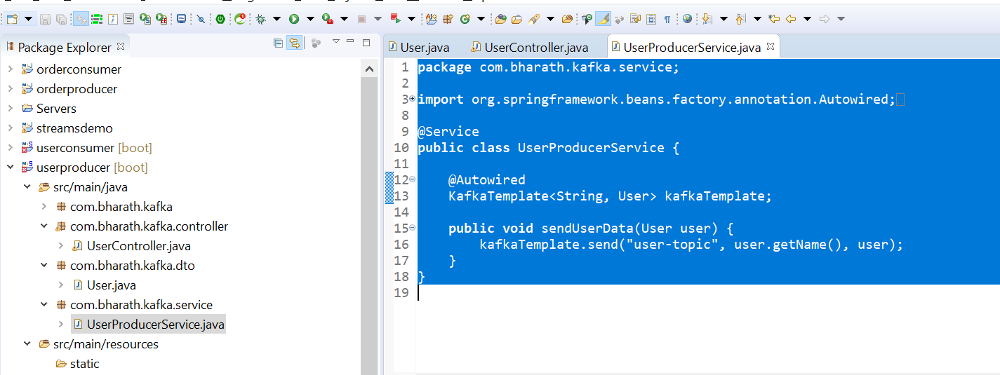 Package Explorer
orderconsumer
orderproducer
Servers
streamsdemo
userconsumer [boot]
userproducer [boot]
src/main/java
com.bharath.kafka
com.bharath.kafka.controller
UserController.java
com.bharath.kafka.dto
User.java
com.bharath.kafka.service
UserProducerService.java
src/main/resources
static
User.java UserController.java UserProducerService.java
1 package com.bharath.kafka.service;
2
3 import org.springframework.beans.factory.annotation.Autowired;
8
9 @Service
10 public class UserProducerService {
11
12 @Autowired
13 KafkaTemplate<String, User> kafkaTemplate;
14
15 public void sendUserData(User user) {
16 kafkaTemplate.send("user-topic", user.getName(), user);
17 }
18 }
19